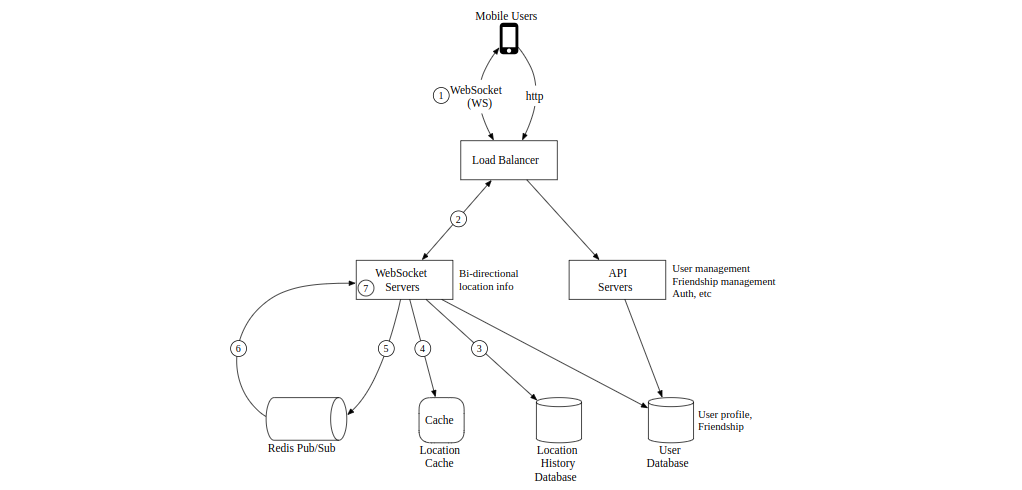 Mobile Users
1
WebSocket
(WS)
http
Load Balancer
2
WebSocket
Servers
7
Bi-directional
location info
API
Servers
User management
Friendship management
Auth, etc
6
5
4
3
Redis Pub/Sub
Cache
Location
Cache
Location
History
Database
User
Database
User profile,
Friendship